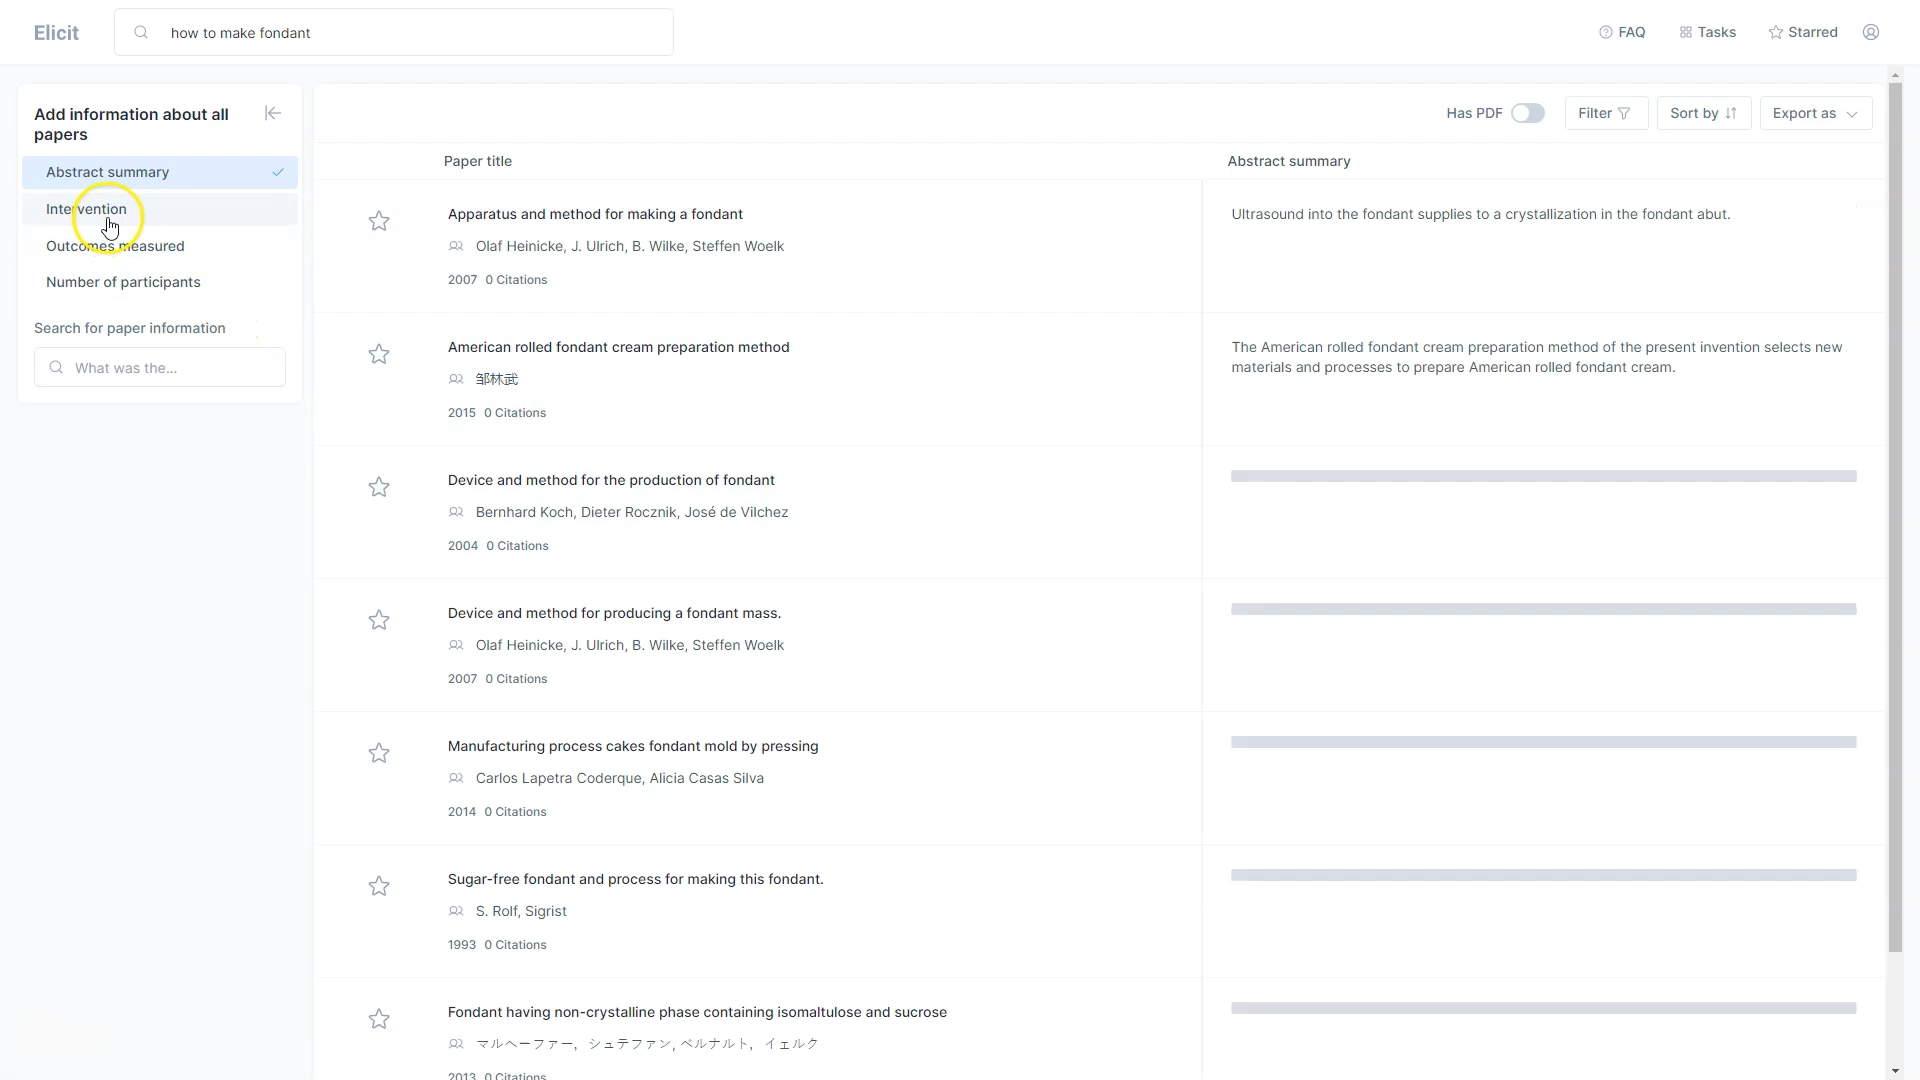 Elicit
how to make fondant
FAQ
Tasks
Starred
Add information about all
papers
Abstract summary
Intervention
Outcomes measured
Number of participants
Search for paper information
What was the...
Has PDF
Filter
Sort by
Export as
Paper title
Abstract summary
Apparatus and method for making a fondant
Olaf Heinicke, J. Ulrich, B. Wilke, Steffen Woelk
2007 0 Citations
Ultrasound into the fondant supplies to a crystallization in the fondant abut.
American rolled fondant cream preparation method
邹林武
2015 0 Citations
The American rolled fondant cream preparation method of the present invention selects new
materials and processes to prepare American rolled fondant cream.
Device and method for the production of fondant
Bernhard Koch, Dieter Rocznik, José de Vilchez
2004 0 Citations
Device and method for producing a fondant mass.
Olaf Heinicke, J. Ulrich, B. Wilke, Steffen Woelk
2007 0 Citations
Manufacturing process cakes fondant mold by pressing
Carlos Lapetra Coderque, Alicia Casas Silva
2014 0 Citations
Sugar-free fondant and process for making this fondant.
S. Rolf, Sigrist
1993 0 Citations
Fondant having non-crystalline phase containing isomaltulose and sucrose
マルヘーファー, シュテファン, ベルナルト, イェルク
2013 0 Citations